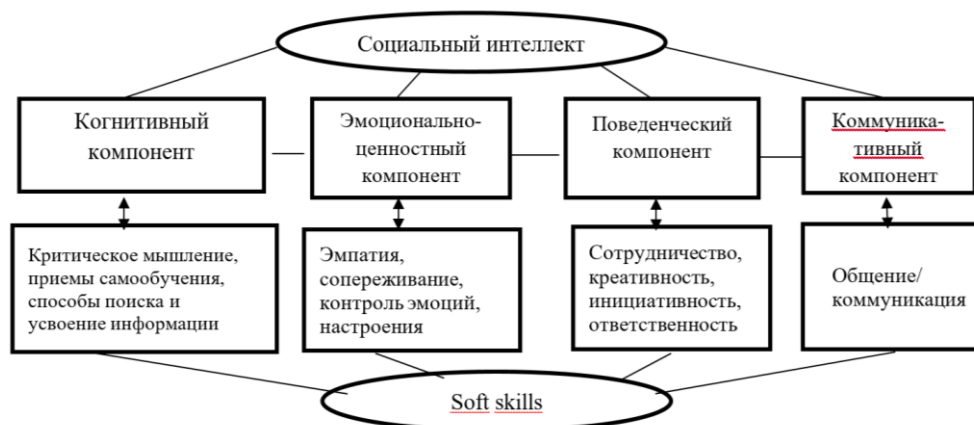 Социальный интеллект
Когнитивный
компонент
Эмоционально-
ценностный
компонент
Поведенческий
компонент
Коммуника-
тивный
компонент
Критическое мышление,
приемы самообучения,
способы поиска и
усвоение информации
Эмпатия,
сопереживание,
контроль эмоций,
настроения
Сотрудничество,
креативность,
инициативность,
ответственность
Общение/
коммуникация
Soft skills